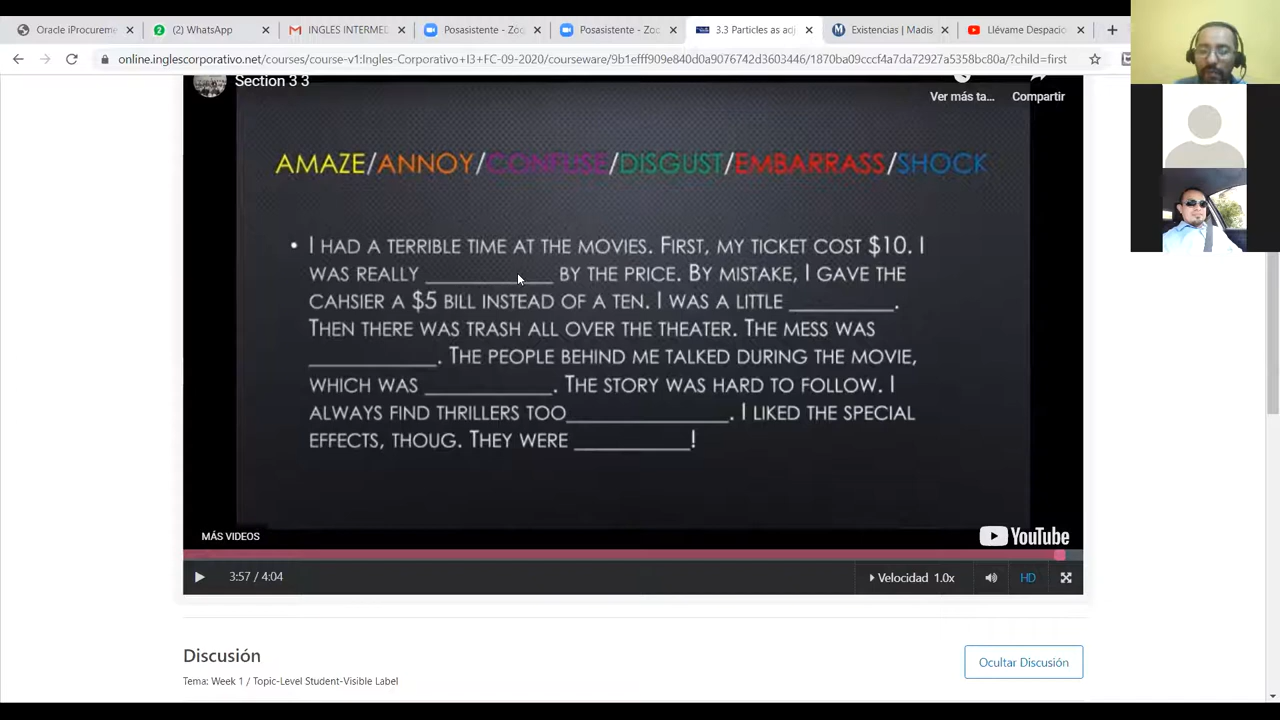 Oracle iProcureme
(2) WhatsApp
INGLES INTERMED
Posasistente - Zoo
Posasistente - Zoo
3.3 Particles as adj
Existencias | Madis
Llévame Despacio
online.inglescorporativo.net/courses/course-v1:Ingles-Corporativo+I3+FC-09-2020/courseware/9b1efff909e840d0a9076742d3603446/1870ba09cccf4a7da72927a5358bc80a/?child=first
Section 3 3
Ver más ta...
Compartir
AMAZE/ANNOY/CONFUSE/DISGUST/EMBARRASS/SHOCK
• I HAD A TERRIBLE TIME AT THE MOVIES. FIRST, MY TICKET COST $10. I
WAS REALLY ____________ BY THE PRICE. BY MISTAKE, I GAVE THE
CAHSIER A $5 BILL INSTEAD OF A TEN. I WAS A LITTLE __________.
THEN THERE WAS TRASH ALL OVER THE THEATER. THE MESS WAS
____________. THE PEOPLE BEHIND ME TALKED DURING THE MOVIE,
WHICH WAS ____________. THE STORY WAS HARD TO FOLLOW. I
ALWAYS FIND THRILLERS TOO_______________. I LIKED THE SPECIAL
EFFECTS, THOUG. THEY WERE ___________!
MÁS VIDEOS
YouTube
3:57 / 4:04
Velocidad 1.0x
HD
Discusión
Ocultar Discusión
Tema: Week 1 / Topic-Level Student-Visible Label